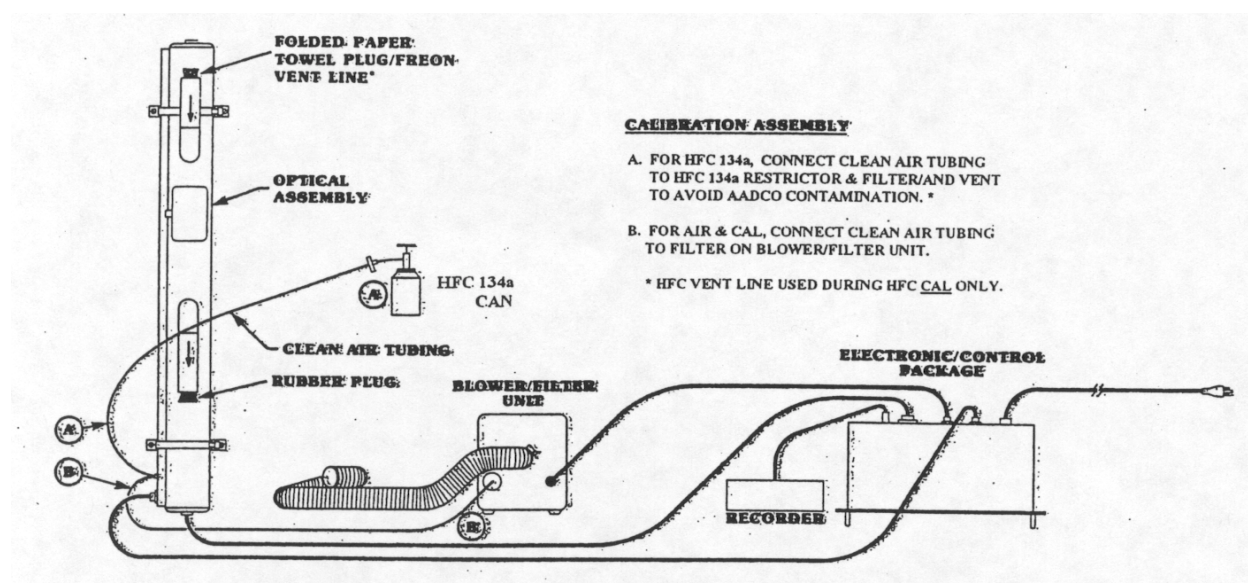 FOLDED PAPER
TOWEL PLUG/FREON
VENT LINE*
OPTICAL
ASSEMBLY
A
HFC 134a
CAN
CLEAN AIR TUBING
RUBBER PLUG
A
B
BLOWER/FILTER
UNIT
B
CALIBRATION ASSEMBLY
A. FOR HFC 134a, CONNECT CLEAN AIR TUBING
TO HFC 134a RESTRICTOR & FILTER/AND VENT
TO AVOID AADCO CONTAMINATION. *
B. FOR AIR & CAL, CONNECT CLEAN AIR TUBING
TO FILTER ON BLOWER/FILTER UNIT.
* HFC VENT LINE USED DURING HFC CAL ONLY.
ELECTRONIC/CONTROL
PACKAGE
RECORDER